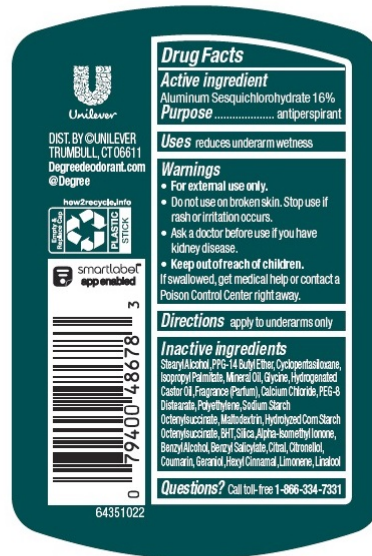 Unilever
DIST. BY ©UNILEVER
TRUMBULL, CT 06611
Degreedeodorant.com
@Degree
how2recycle.info
Empty &
Replace Cap
PLASTIC
STICK
smartlabel
app enabled
0 79400 48678 3
64351022
Drug Facts
Active ingredient
Aluminum Sesquichlorohydrate 16%
Purpose .................... antiperspirant
Uses reduces underarm wetness
Warnings
• For external use only.
• Do not use on broken skin. Stop use if
rash or irritation occurs.
• Ask a doctor before use if you have
kidney disease.
• Keep out of reach of children.
If swallowed, get medical help or contact a
Poison Control Center right away.
Directions apply to underarms only
Inactive ingredients
Stearyl Alcohol, PPG-14 Butyl Ether, Cyclopentasiloxane,
Isopropyl Palmitate, Mineral Oil, Glycine, Hydrogenated
Castor Oil, Fragrance (Parfum), Calcium Chloride, PEG-8
Distearate, Polyethylene, Sodium Starch
Octenylsuccinate, Maltodextrin, Hydrolyzed Corn Starch
Octenylsuccinate, BHT, Silica, Alpha-Isomethyl Ionone,
Benzyl Alcohol, Benzyl Salicylate, Citral, Citronellol,
Coumarin, Geraniol, Hexyl Cinnamal, Limonene, Linalool
Questions? Call toll-free 1-866-334-7331